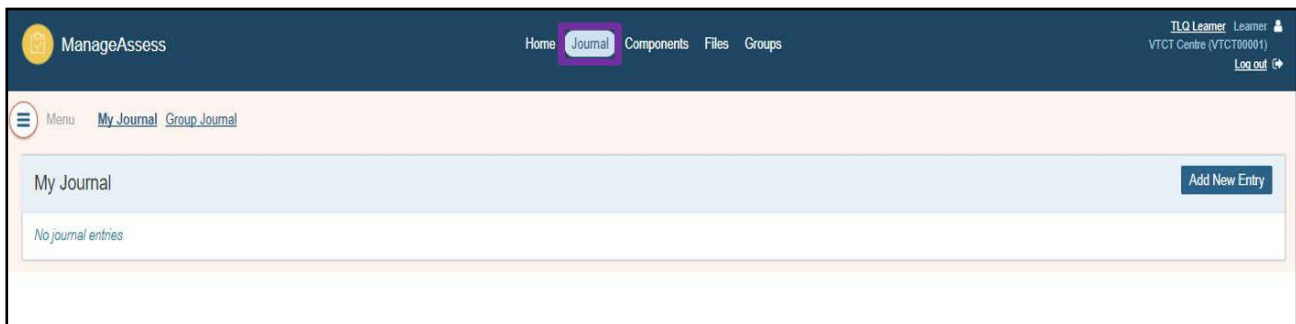 ManageAssess
Home Journal Components Files Groups
TLQ Learner Learner
VTCT Centre (VTCT00001)
Log out
Menu My Journal Group Journal
My Journal
Add New Entry
No journal entries